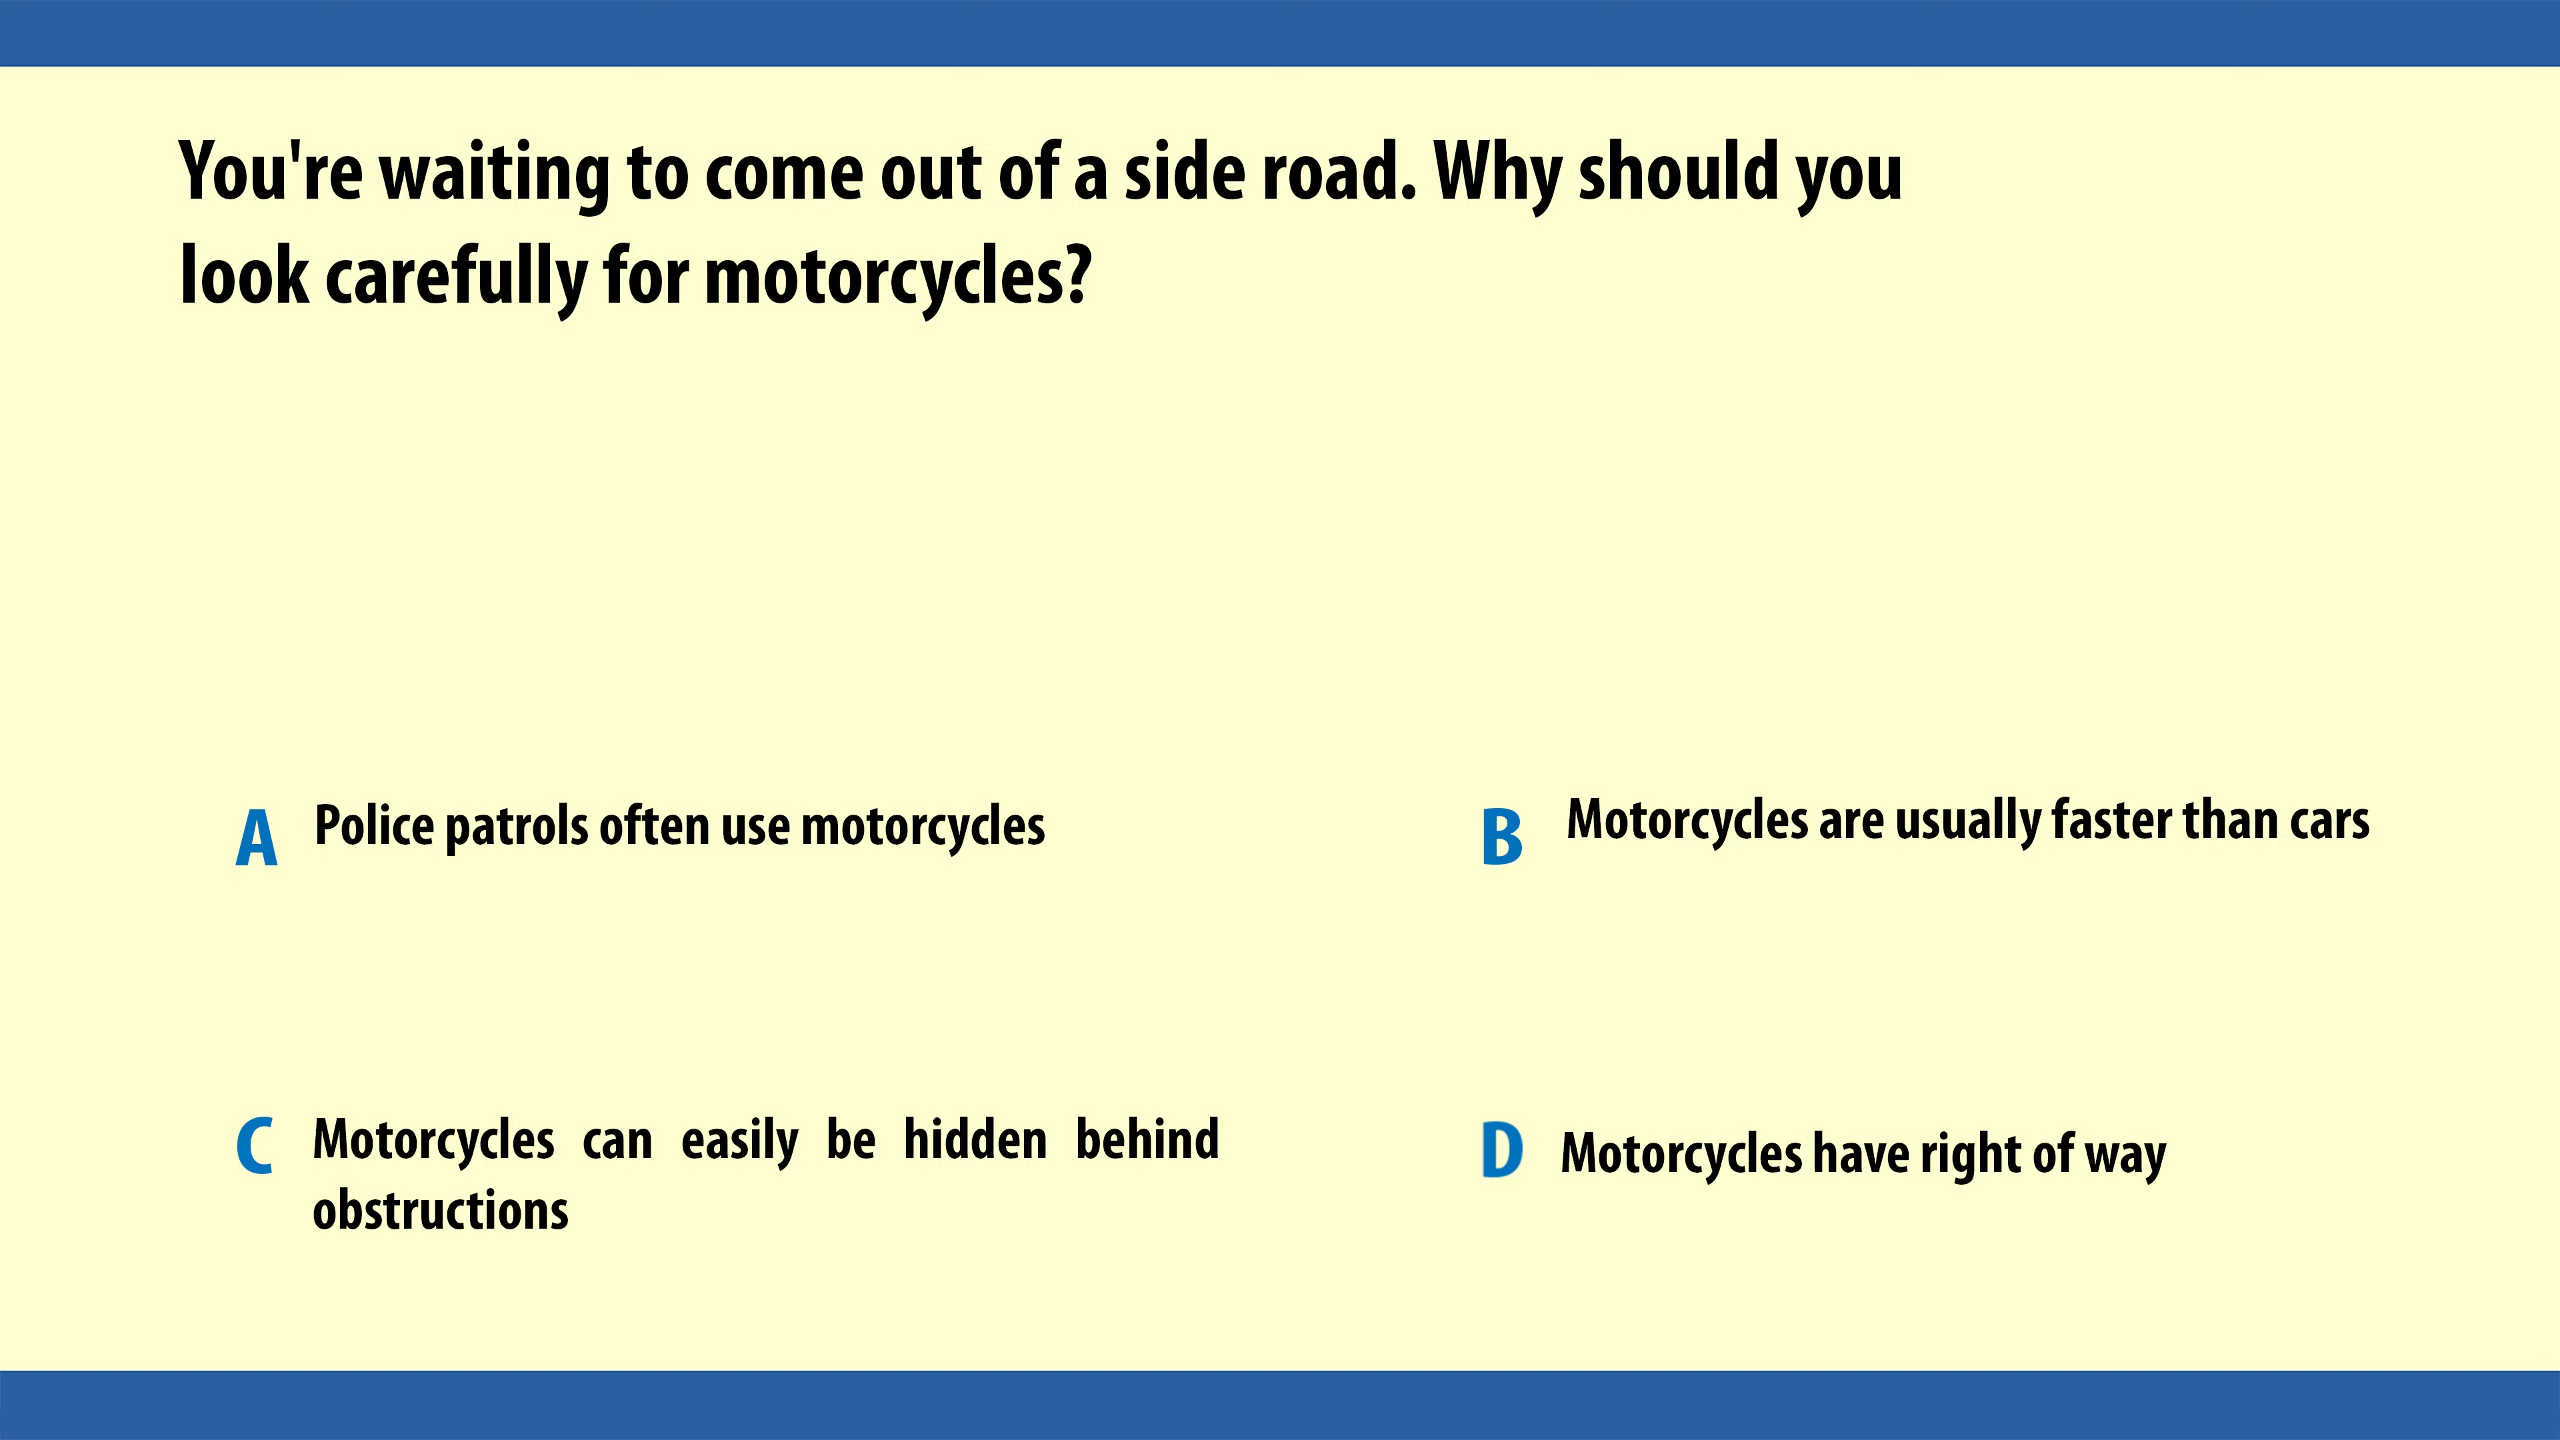 You're waiting to come out of a side road. Why should you
look carefully for motorcycles?
A Police patrols often use motorcycles
B Motorcycles are usually faster than cars
C Motorcycles can easily be hidden behind
obstructions
D Motorcycles have right of way